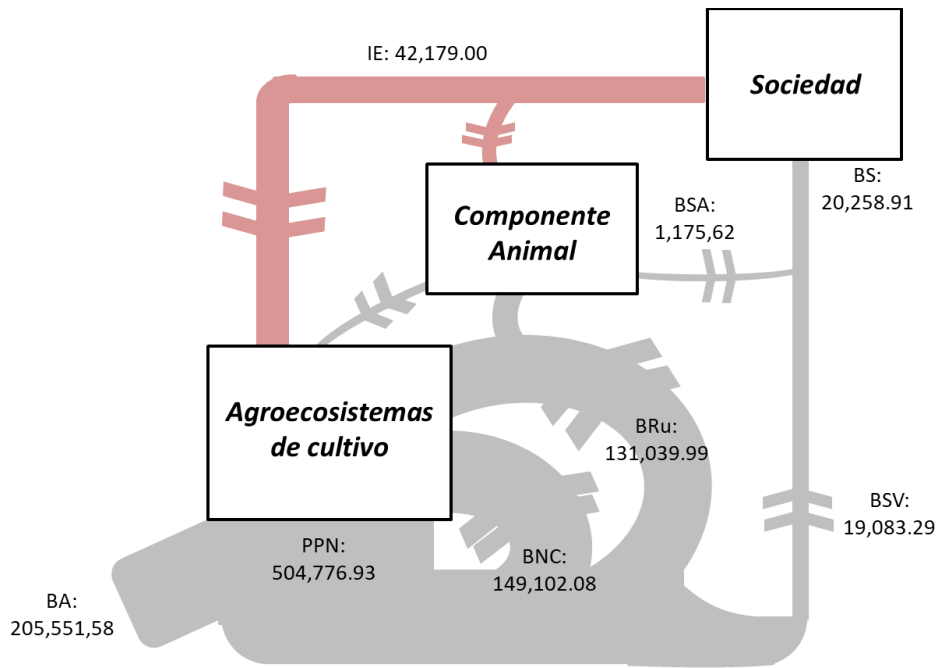 IE: 42,179.00
Sociedad
BS:
20,258.91
Componente
Animal
BSA:
1,175,62
Agroecosistemas
de cultivo
BRu:
131,039.99
BSV:
19,083.29
PPN:
504,776.93
BNC:
149,102.08
BA:
205,551,58